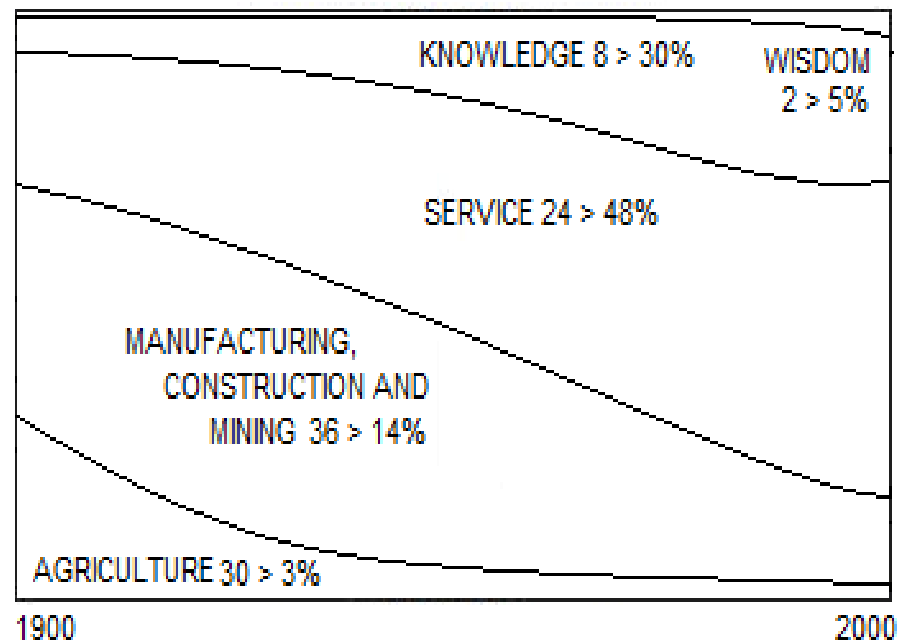 KNOWLEDGE 8 > 30%
WISDOM
2 > 5%
SERVICE 24 > 48%
MANUFACTURING,
CONSTRUCTION AND
MINING 36 > 14%
AGRICULTURE 30 > 3%
1900 2000